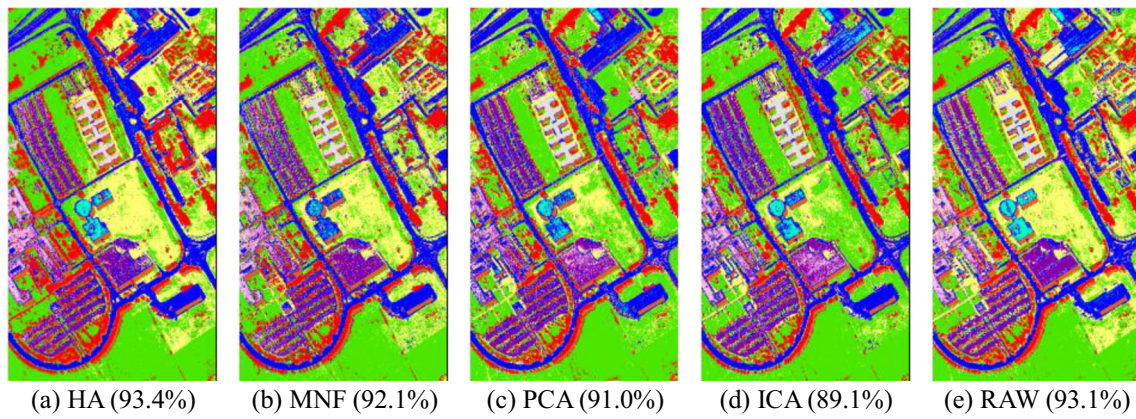 (a) HA (93.4%)
(b) MNF (92.1%)
(c) PCA (91.0%)
(d) ICA (89.1%)
(e) RAW (93.1%)